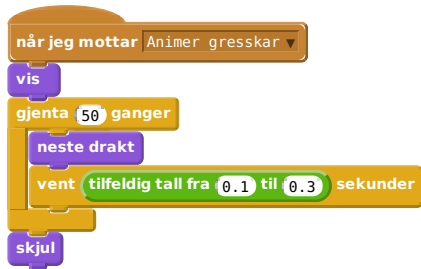 når jeg mottar Animer gresskar
vis
gjenta 50 ganger
neste drakt
vent tilfeldig tall fra 0.1 til 0.3 sekunder
skjul